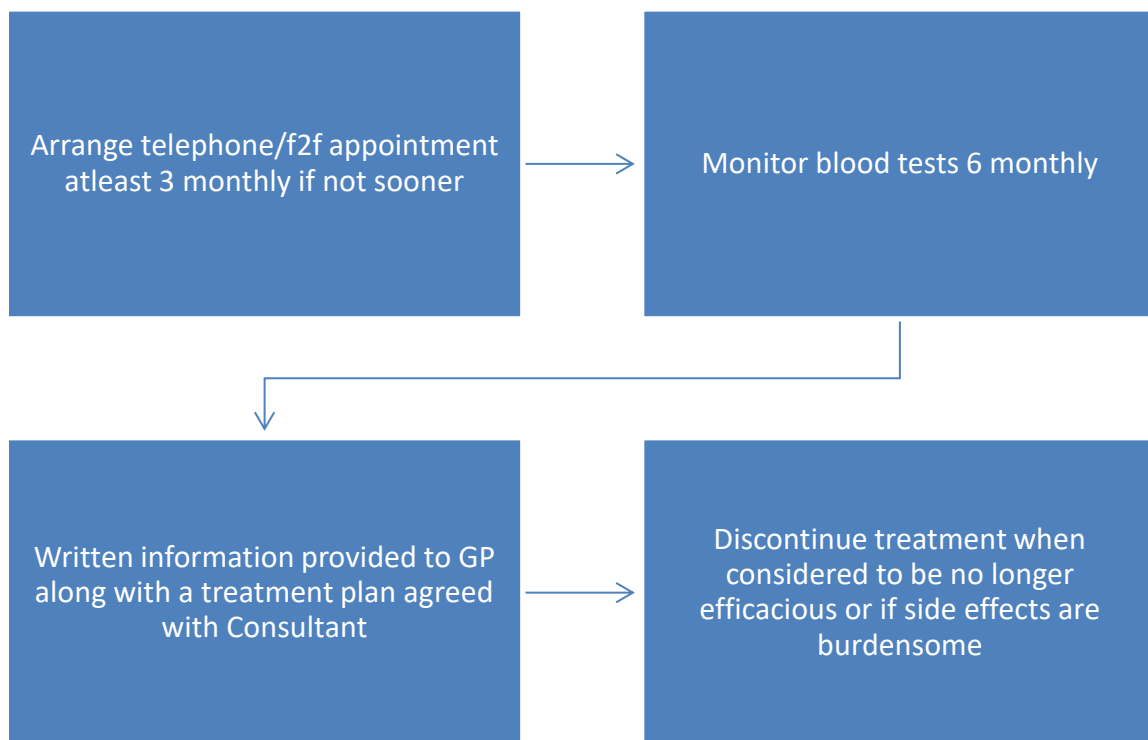 Arrange telephone/f2f appointment
atleast 3 monthly if not sooner
Monitor blood tests 6 monthly
Written information provided to GP
along with a treatment plan agreed
with Consultant
Discontinue treatment when
considered to be no longer
efficacious or if side effects are
burdensome